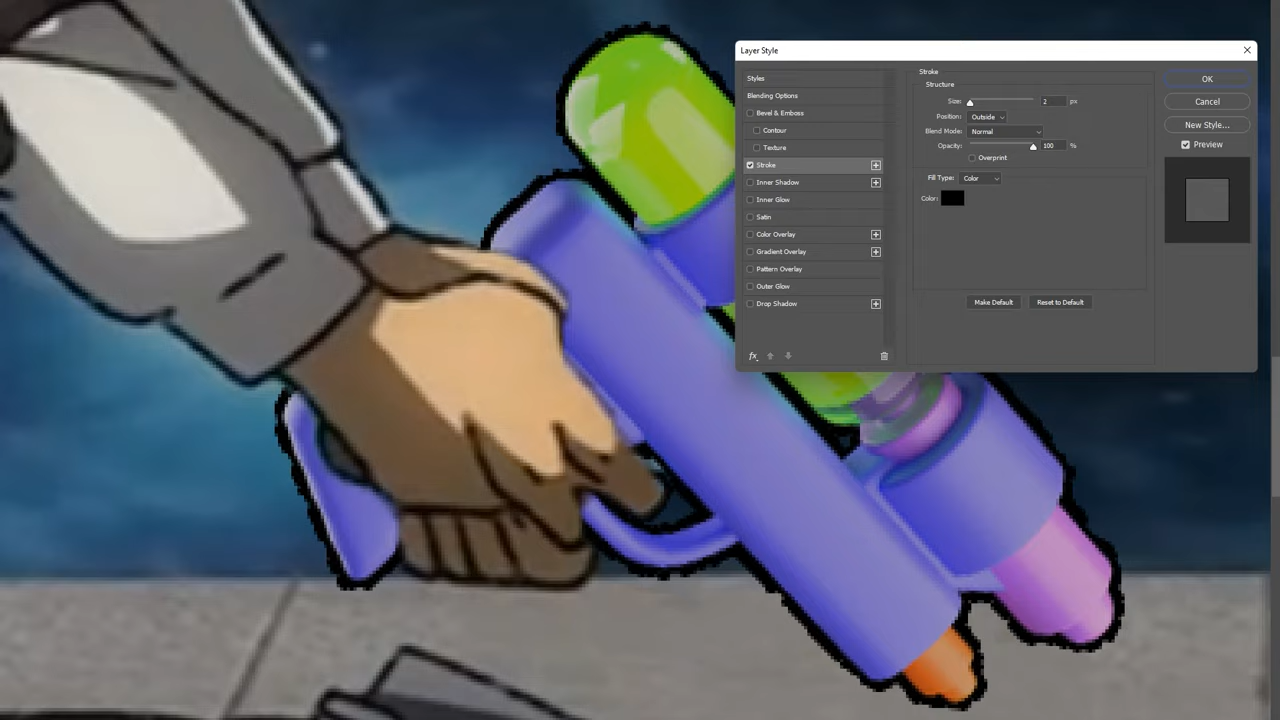 Layer Style
Styles
Blending Options
Bevel & Emboss
Contour
Texture
Stroke
Inner Shadow
Inner Glow
Satin
Color Overlay
Gradient Overlay
Pattern Overlay
Outer Glow
Drop Shadow
fx
Stroke
Structure
Size: 2 px
Position: Outside
Blend Mode: Normal
Opacity: 100 %
Overprint
Fill Type: Color
Color:
Make Default Reset to Default
OK
Cancel
New Style...
Preview